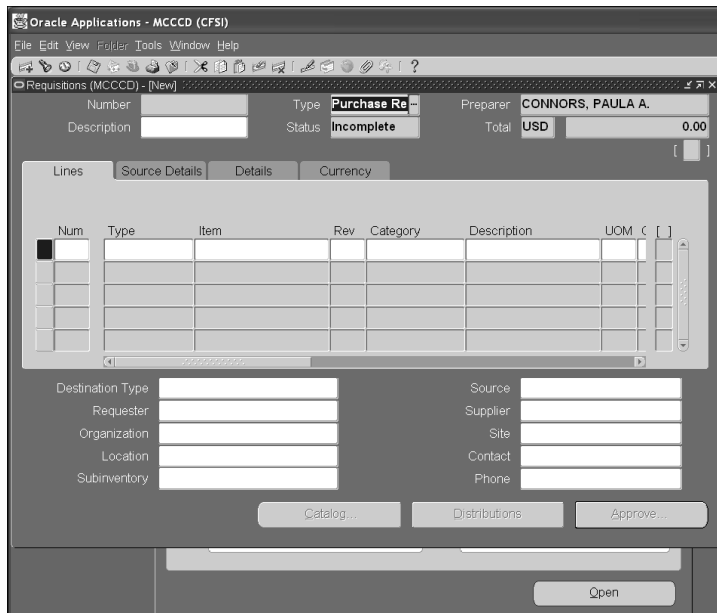 Oracle Applications - MCCCD (CFSI)
File Edit View Folder Tools Window Help
?
Requisitions (MCCCD) - [New]
Number Type Purchase Re ... Preparer CONNORS, PAULA A.
Description Status Incomplete Total USD 0.00
[ ]
Lines Source Details Details Currency
Num Type Item Rev Category Description UOM [ ]
Destination Type Source
Requester Supplier
Organization Site
Location Contact
Subinventory Phone
Catalog... Distributions Approve...
Open